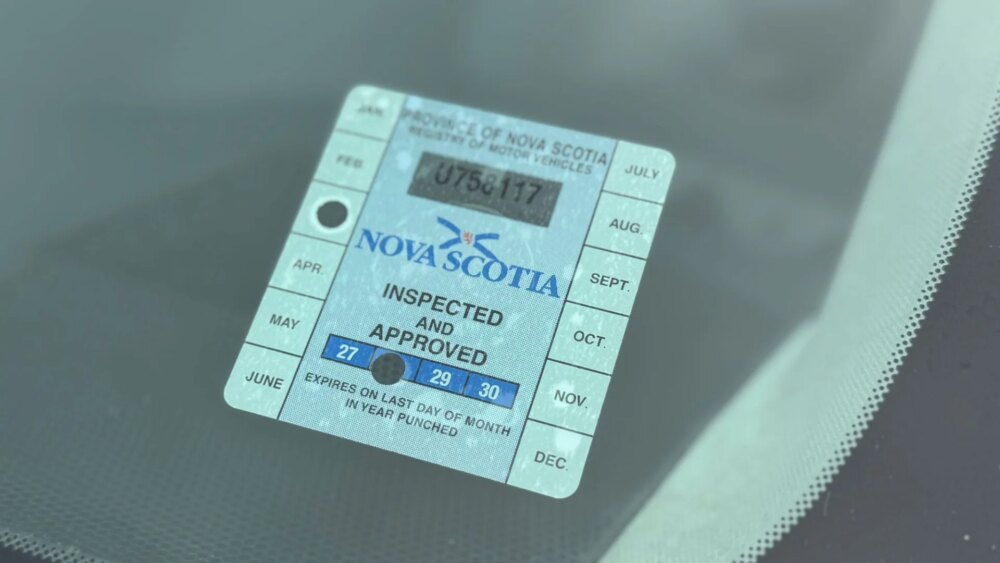 JAN.
FEB.
APR.
MAY
JUNE
PROVINCE OF NOVA SCOTIA
REGISTRY OF MOTOR VEHICLES
U758117
NOVA SCOTIA
INSPECTED
AND
APPROVED
27 29 30
EXPIRES ON LAST DAY OF MONTH
IN YEAR PUNCHED
JULY
AUG.
SEPT.
OCT.
NOV.
DEC.